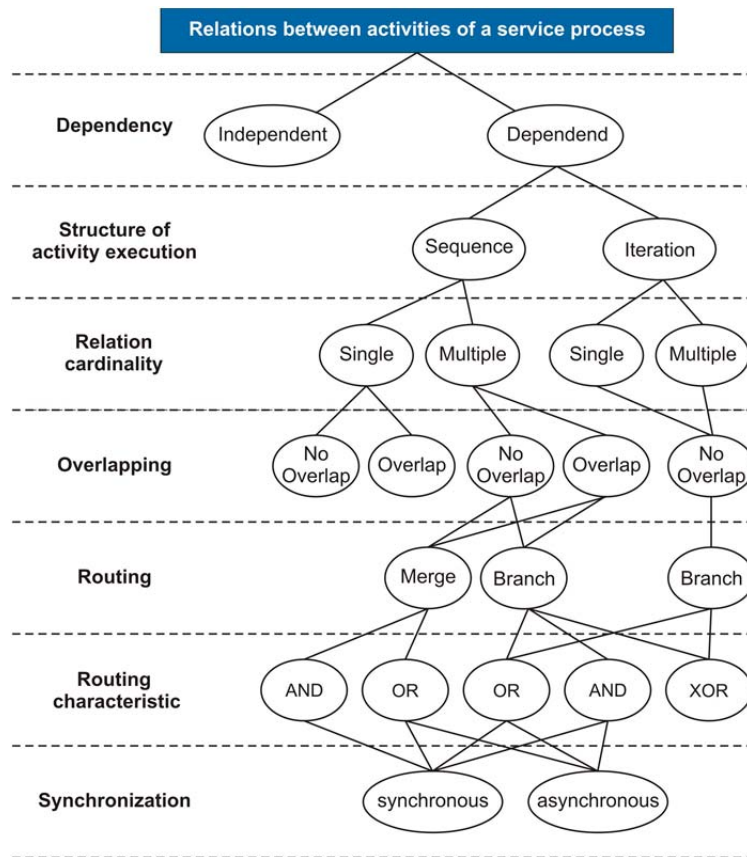 Relations between activities of a service process
Dependency
Independent
Dependend
Structure of
activity execution
Sequence
Iteration
Relation
cardinality
Single
Multiple
Single
Multiple
Overlapping
No
Overlap
Overlap
No
Overlap
Overlap
No
Overlap
Routing
Merge
Branch
Branch
Routing
characteristic
AND
OR
OR
AND
XOR
Synchronization
synchronous
asynchronous